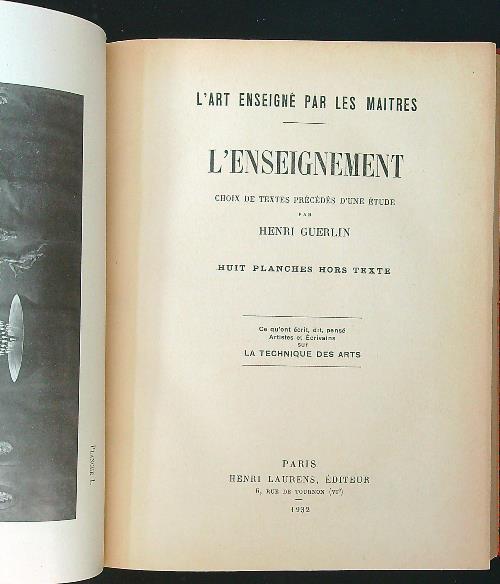 L'ART ENSEIGNÉ PAR LES MAITRES
L'ENSEIGNEMENT
CHOIX DE TEXTES PRÉCÉDÉS D'UNE ÉTUDE
PAR
HENRI GUERLIN
HUIT PLANCHES HORS TEXTE
Ce qu'ont écrit, dit, pensé
Artistes et Écrivains
sur
LA TECHNIQUE DES ARTS
PARIS
HENRI LAURENS, ÉDITEUR
6, RUE DE TOURNON (VIe)
1932
PLANCHE I.